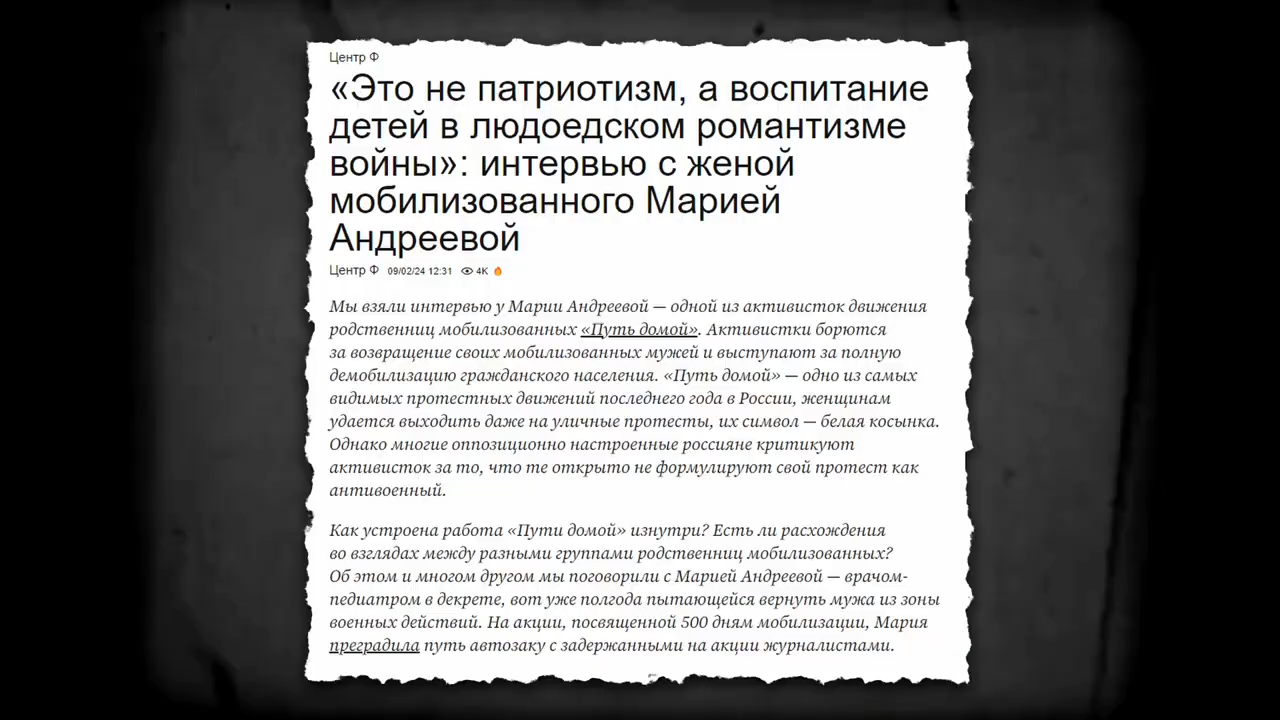 Центр Ф
«Это не патриотизм, а воспитание
детей в людоедском романтизме
войны»: интервью с женой
мобилизованного Марией
Андреевой
Центр Ф 09/02/24 12:31 4K
Мы взяли интервью у Марии Андреевой — одной из активисток движения
родственниц мобилизованных «Путь домой». Активистки борются
за возвращение своих мобилизованных мужей и выступают за полную
демобилизацию гражданского населения. «Путь домой» — одно из самых
видимых протестных движений последнего года в России, женщинам
удается выходить даже на уличные протесты, их символ — белая косынка.
Однако многие оппозиционно настроенные россияне критикуют
активисток за то, что те открыто не формулируют свой протест как
антивоенный.
Как устроена работа «Пути домой» изнутри? Есть ли расхождения
во взглядах между разными группами родственниц мобилизованных?
Об этом и многом другом мы поговорили с Марией Андреевой — врачом-
педиатром в декрете, вот уже полгода пытающейся вернуть мужа из зоны
военных действий. На акции, посвященной 500 дням мобилизации, Мария
преградила путь автозаку с задержанными на акции журналистами.